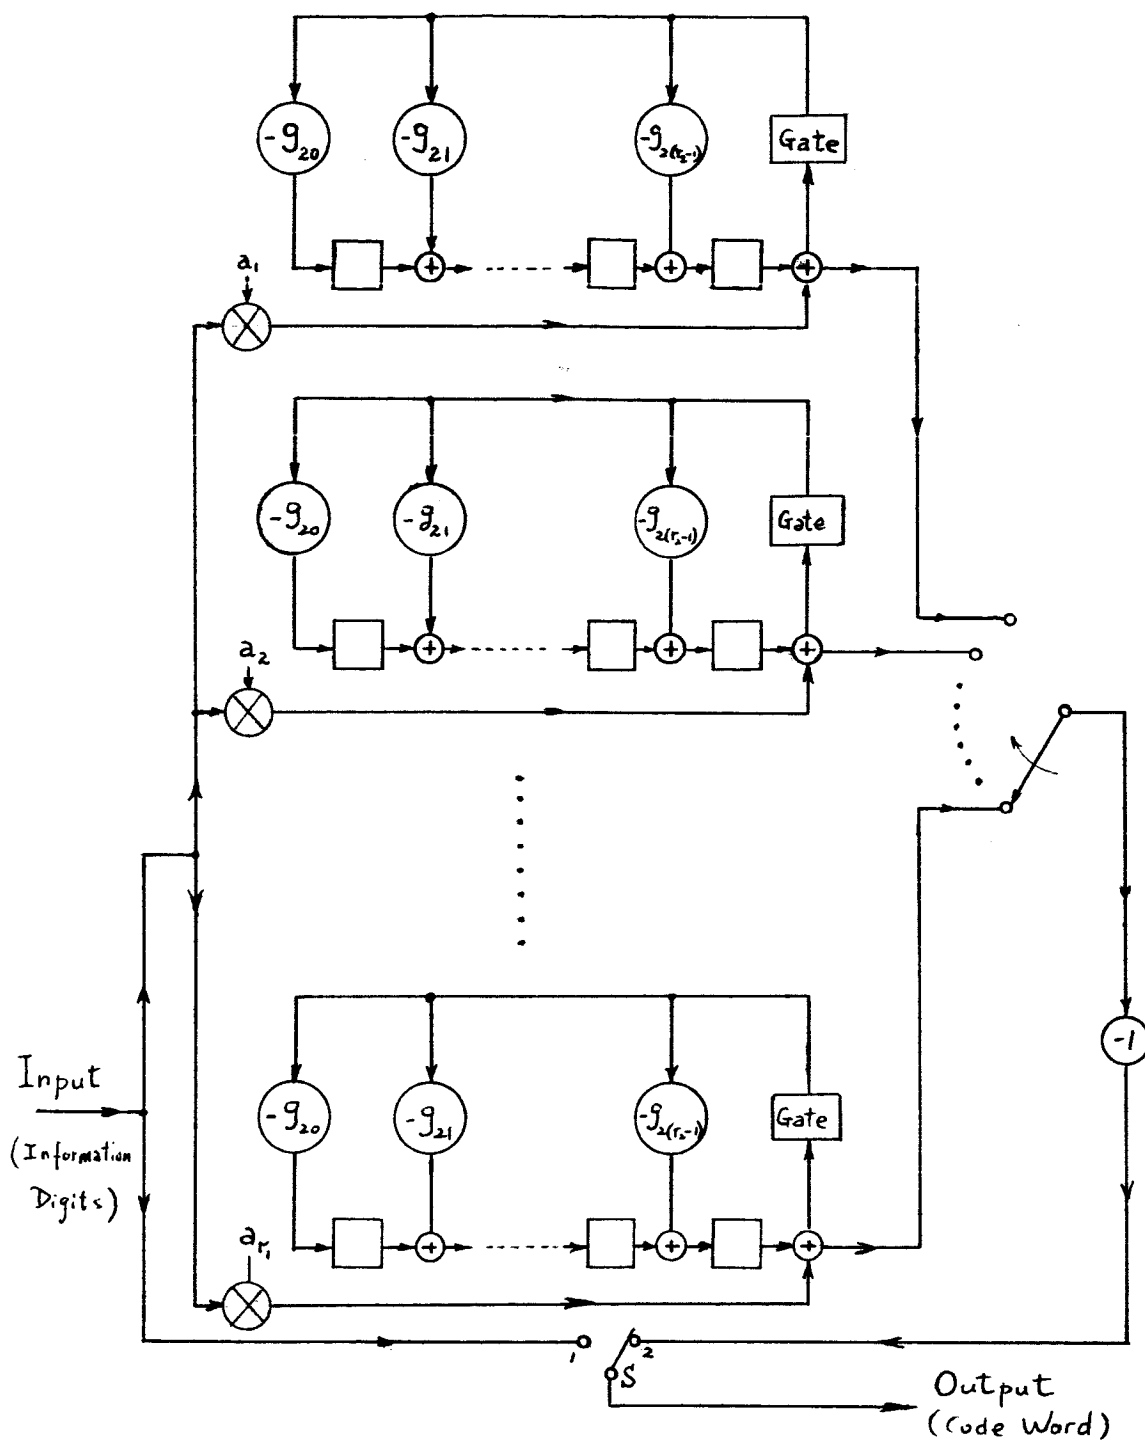 -g₂₀ -g₂₁ -g₂₍ᵣ₂₋₁₎ Gate
+ + +
a₁
-g₂₀ -g₂₁ -g₂₍ᵣ₂₋₁₎ Gate
+ + +
a₂
-1
Input
(Information
Digits)
-g₂₀ -g₂₁ -g₂₍ᵣ₂₋₁₎ Gate
+ + +
aᵣ₁
1 2
S
Output
(Code Word)